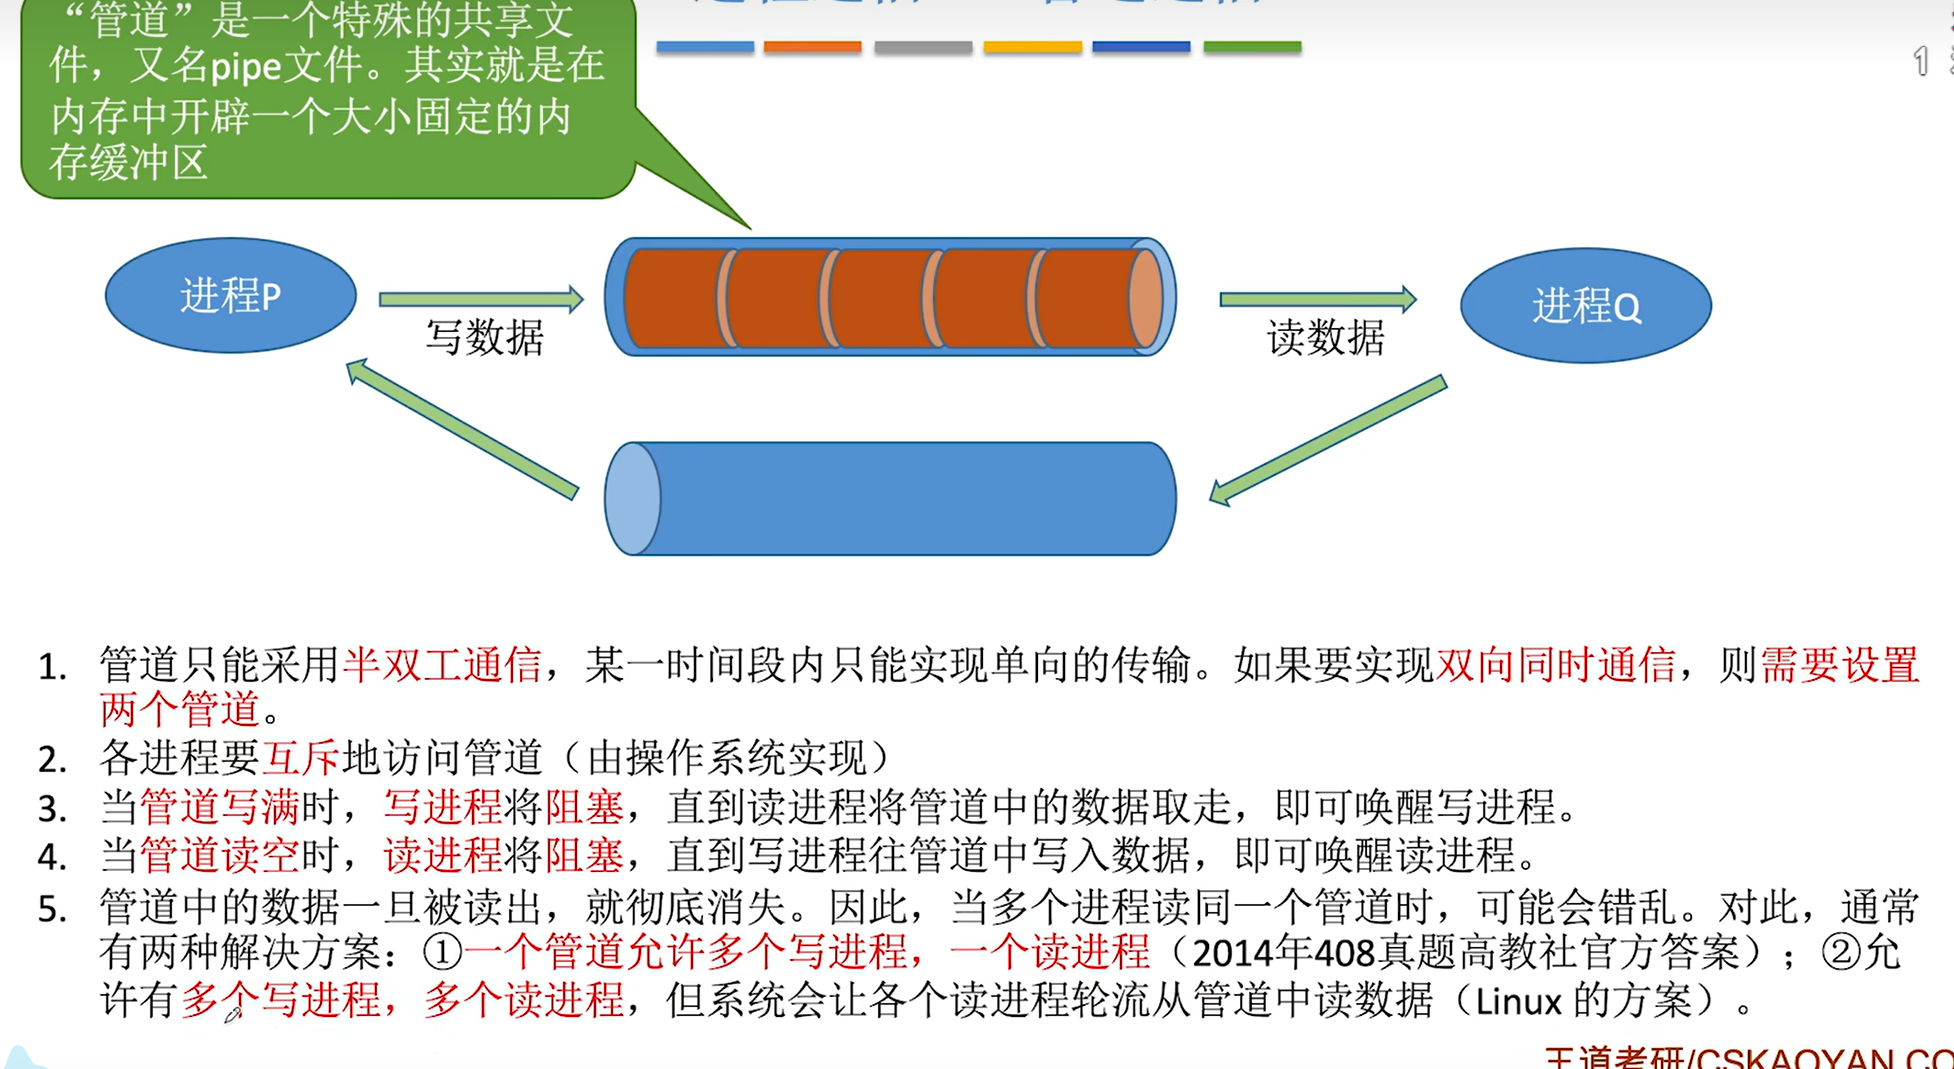 “管道”是一个特殊的共享文
件，又名pipe文件。其实就是在
内存中开辟一个大小固定的内
存缓冲区
1
进程P
写数据
读数据
进程Q
1. 管道只能采用半双工通信，某一时间段内只能实现单向的传输。如果要实现双向同时通信，则需要设置
两个管道。
2. 各进程要互斥地访问管道（由操作系统实现）
3. 当管道写满时，写进程将阻塞，直到读进程将管道中的数据取走，即可唤醒写进程。
4. 当管道读空时，读进程将阻塞，直到写进程往管道中写入数据，即可唤醒读进程。
5. 管道中的数据一旦被读出，就彻底消失。因此，当多个进程读同一个管道时，可能会错乱。对此，通常
有两种解决方案：①一个管道允许多个写进程，一个读进程（2014年408真题高教社官方答案）；②允
许有多个写进程，多个读进程，但系统会让各个读进程轮流从管道中读数据（Linux 的方案）。
王道考研/CSKAOYAN.CO